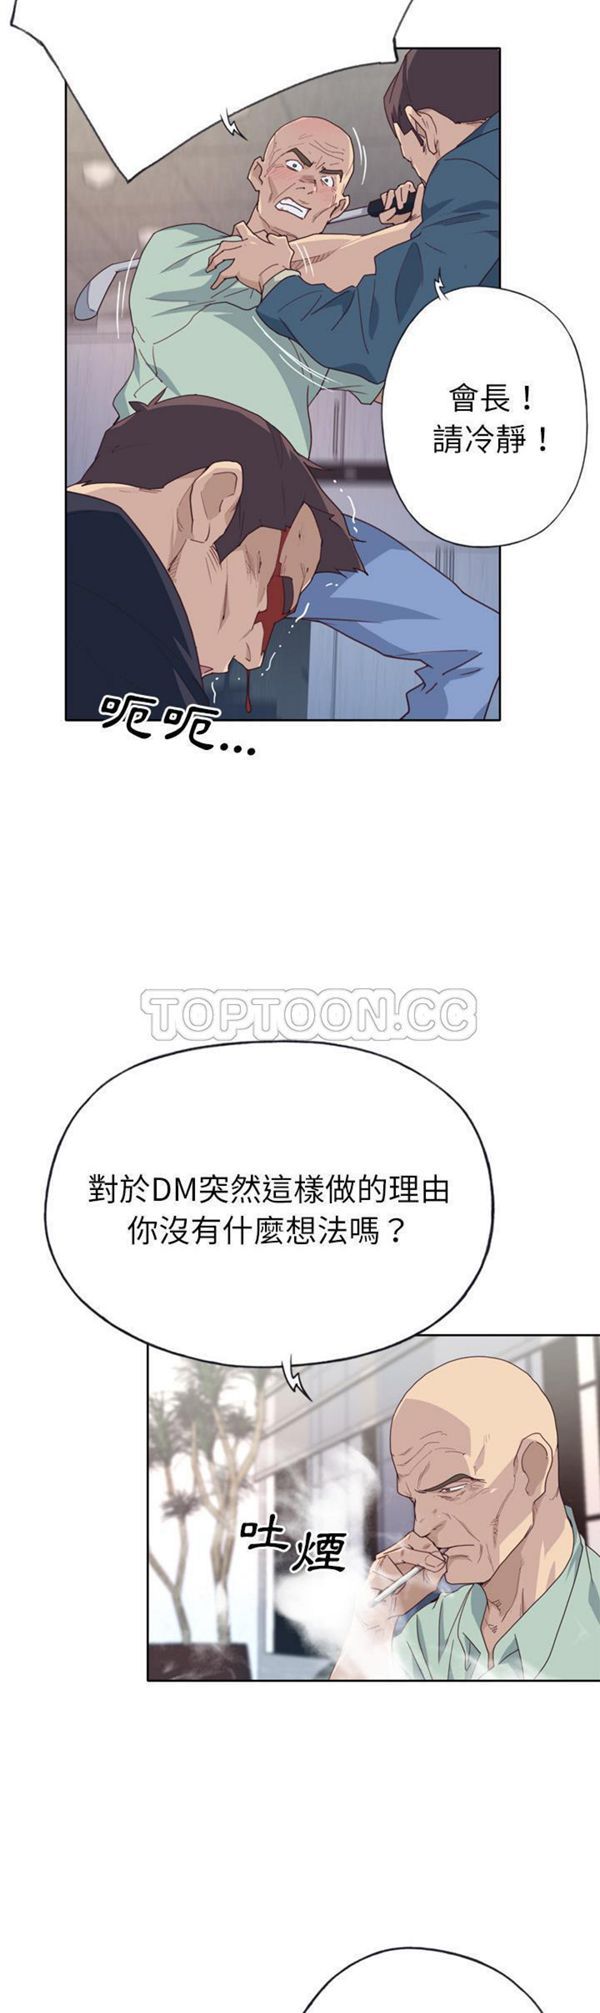 會長！
請冷靜！
呃呃...
TOPTOON.CC
對於DM突然這樣做的理由
你沒有什麼想法嗎？
吐煙